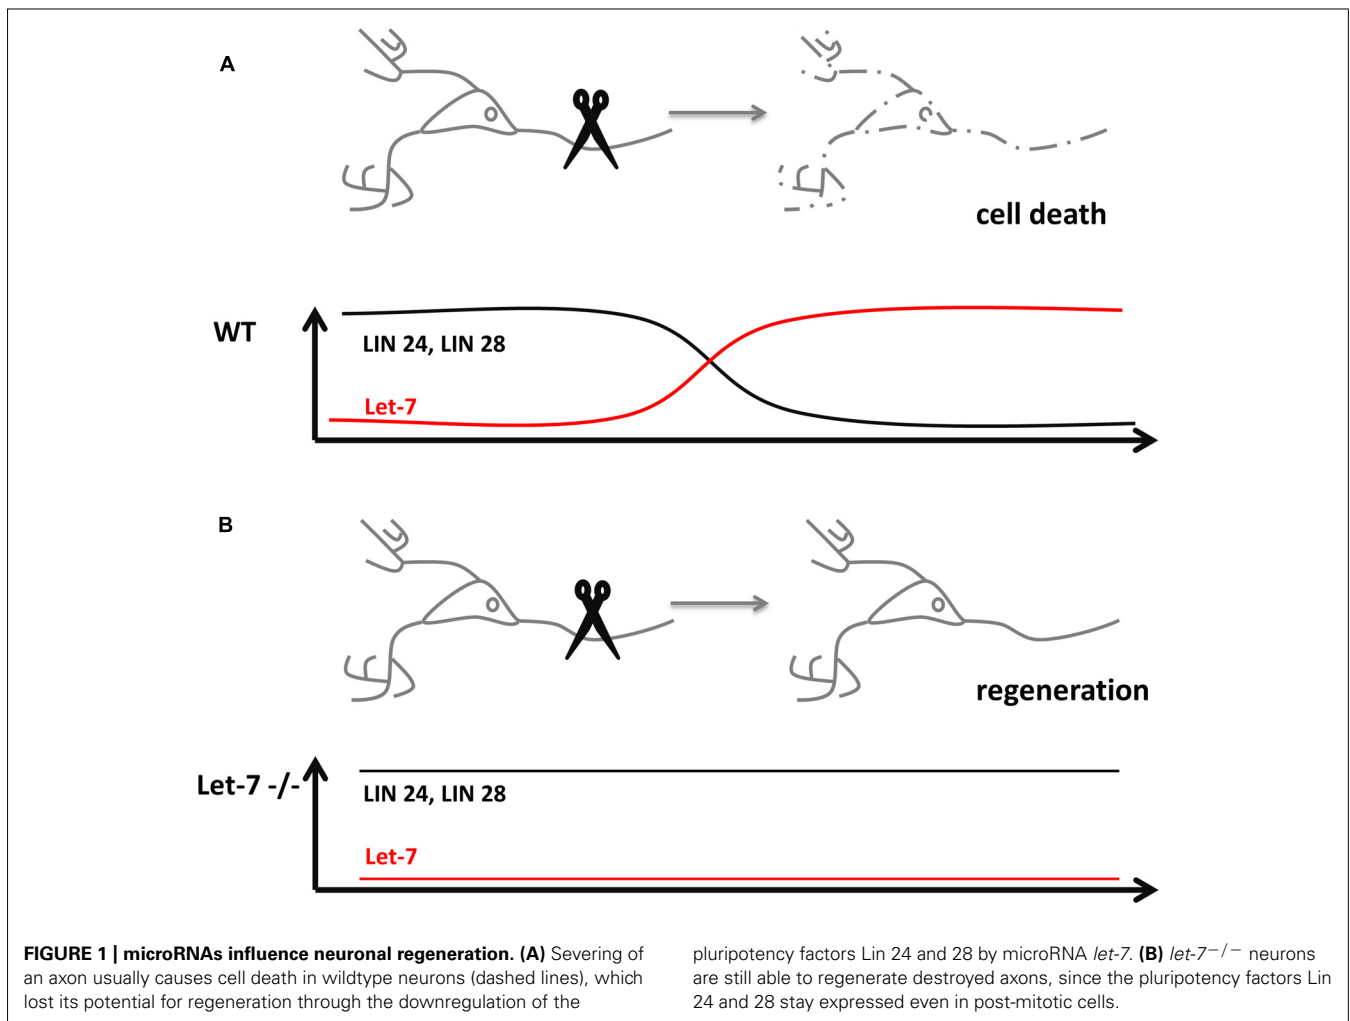 A
cell death
WT
LIN 24, LIN 28
Let-7
B
regeneration
Let-7 -/-
LIN 24, LIN 28
Let-7
FIGURE 1 | microRNAs influence neuronal regeneration. (A) Severing of
an axon usually causes cell death in wildtype neurons (dashed lines), which
lost its potential for regeneration through the downregulation of the
pluripotency factors Lin 24 and 28 by microRNA let-7. (B) let-7−/− neurons
are still able to regenerate destroyed axons, since the pluripotency factors Lin
24 and 28 stay expressed even in post-mitotic cells.